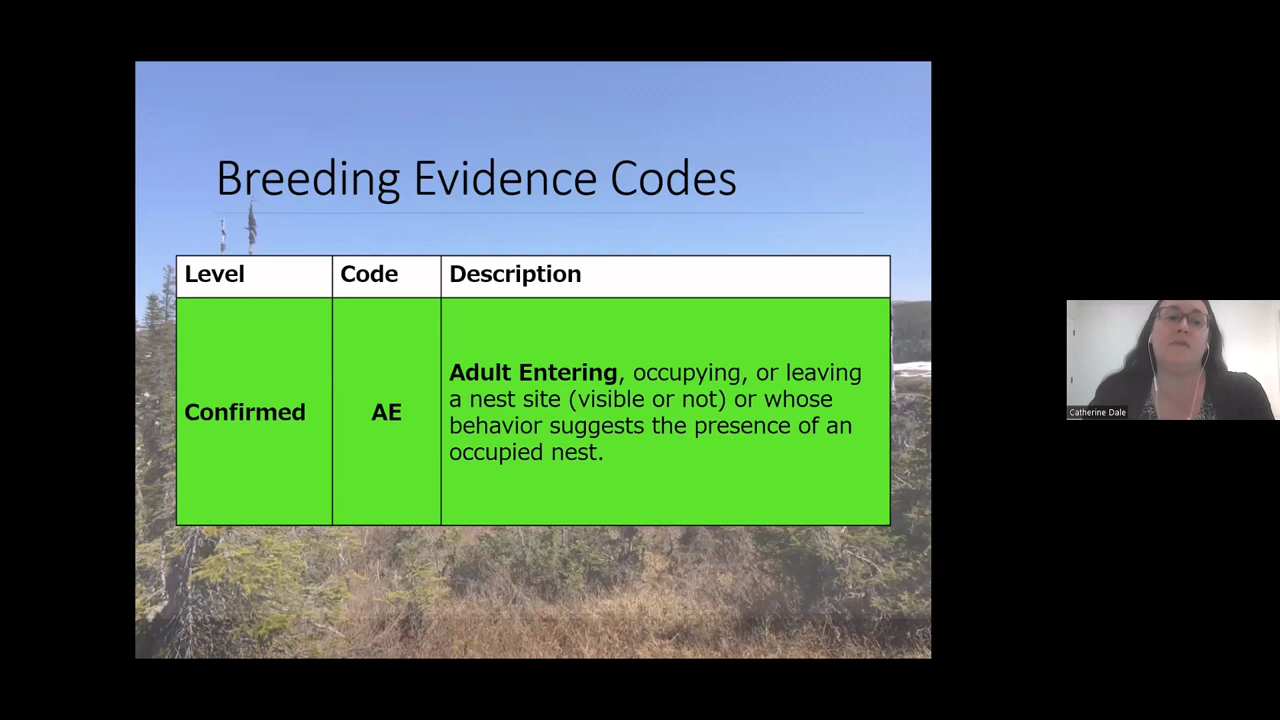 Breeding Evidence Codes
Level Code Description
Confirmed AE
Adult Entering, occupying, or leaving
a nest site (visible or not) or whose
behavior suggests the presence of an
occupied nest.
Catherine Dale